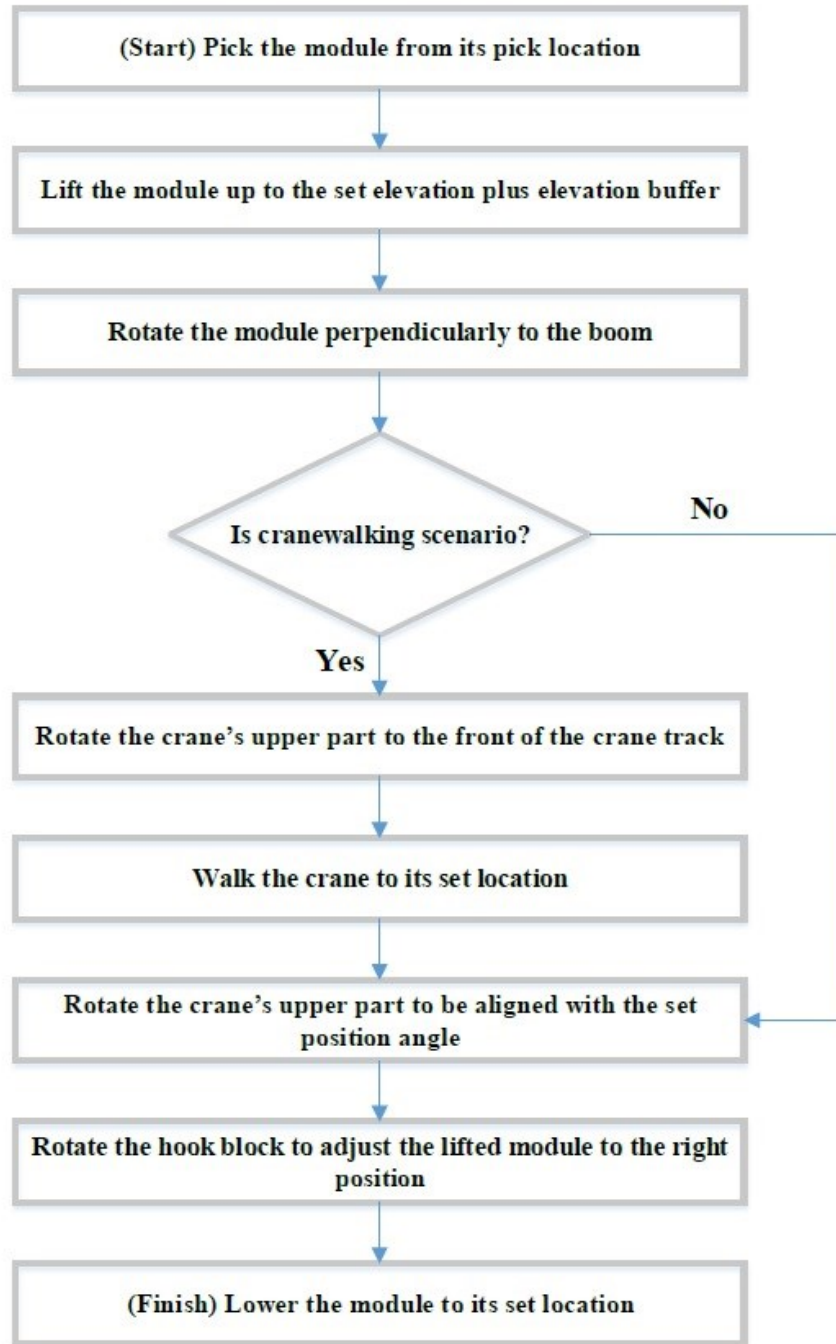 (Start) Pick the module from its pick location
Lift the module up to the set elevation plus elevation buffer
Rotate the module perpendicularly to the boom
Is cranewalking scenario?
No
Yes
Rotate the crane’s upper part to the front of the crane track
Walk the crane to its set location
Rotate the crane’s upper part to be aligned with the set
position angle
Rotate the hook block to adjust the lifted module to the right
position
(Finish) Lower the module to its set location